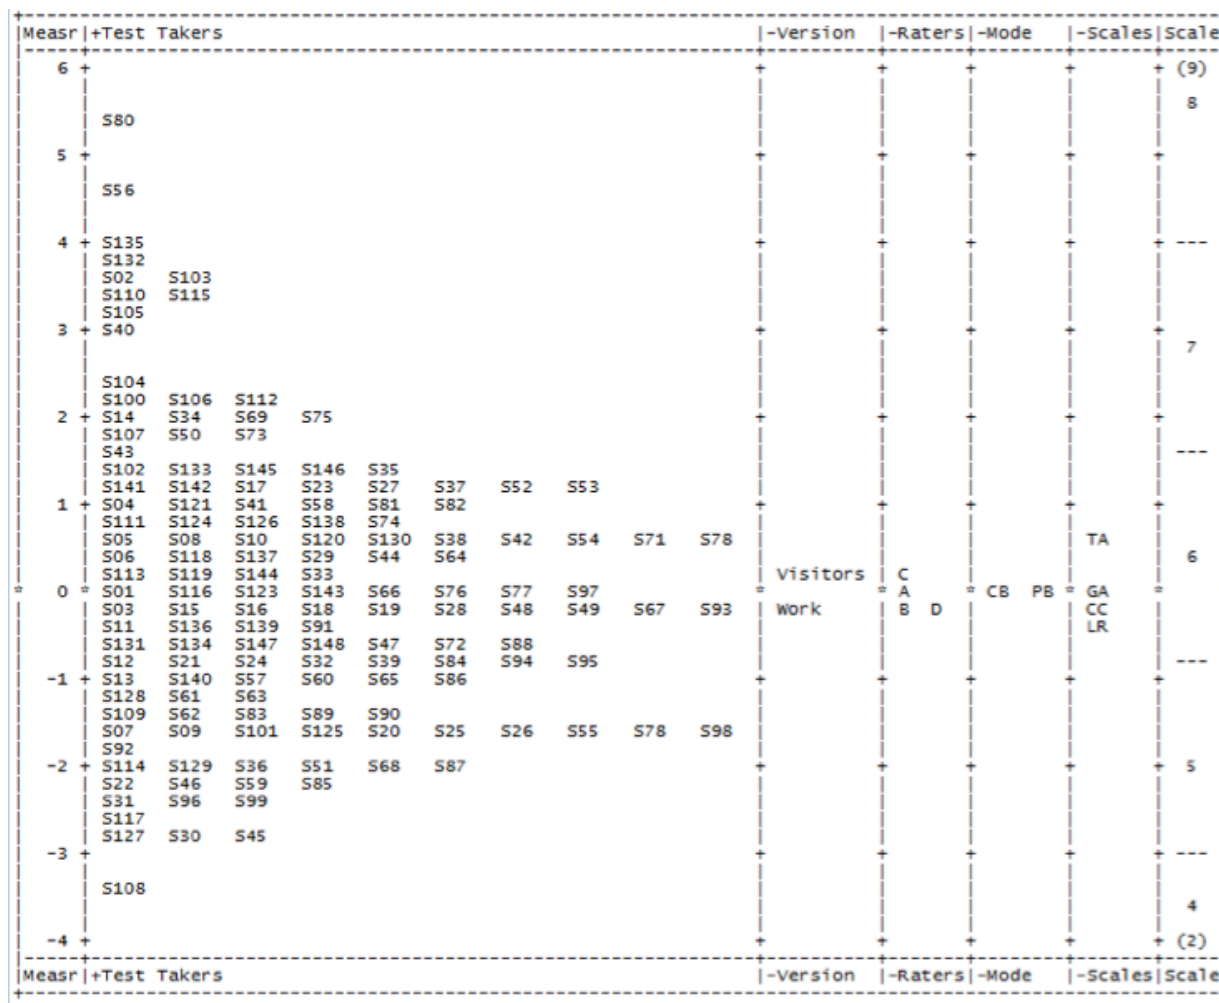 Measr|+Test Takers |-Version |-Raters|-Mode |-Scales|Scale
6 + + + + + + (9)
8
S80
5 + + + + + +
S56
4 + S135 + + + + + ---
S132
S02 S103
S110 S115
S105
3 + S40 + + + + +
7
S104
S100 S106 S112
2 + S14 S34 S69 S75 + + + + +
S107 S50 S73
S43 ---
S102 S133 S145 S146 S35
S141 S142 S17 S23 S27 S37 S52 S53
1 + S04 S121 S41 S58 S81 S82 + + + + +
S111 S124 S126 S138 S74
S05 S08 S10 S120 S130 S38 S42 S54 S71 S78 TA
S06 S118 S137 S29 S44 S64 6
S113 S119 S144 S33 Visitors C
* 0 * S01 S116 S123 S143 S66 S76 S77 S97 * * A * CB PB * GA *
S03 S15 S16 S18 S19 S28 S48 S49 S67 S93 Work B D CC
S11 S136 S139 S91 LR
S131 S134 S147 S148 S47 S72 S88
S12 S21 S24 S32 S39 S84 S94 S95 ---
-1 + S13 S140 S57 S60 S65 S86 + + + + +
S128 S61 S63
S109 S62 S83 S89 S90
S07 S09 S101 S125 S20 S25 S26 S55 S78 S98
S92
-2 + S114 S129 S36 S51 S68 S87 + + + + + 5
S22 S46 S59 S85
S31 S96 S99
S117
S127 S30 S45
-3 + + + + + + ---
S108
4
-4 + + + + + + (2)
Measr|+Test Takers |-Version |-Raters|-Mode |-Scales|Scale